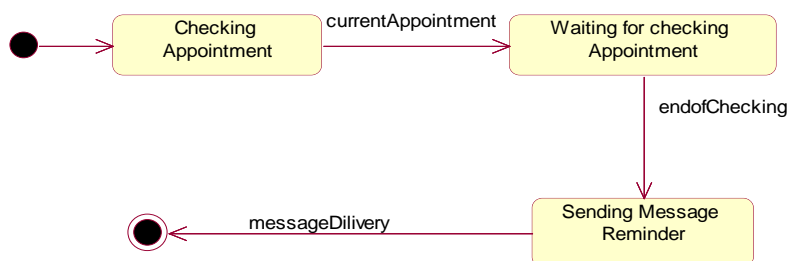 Checking
Appointment
currentAppointment
Waiting for checking
Appointment
endofChecking
Sending Message
Reminder
messageDilivery